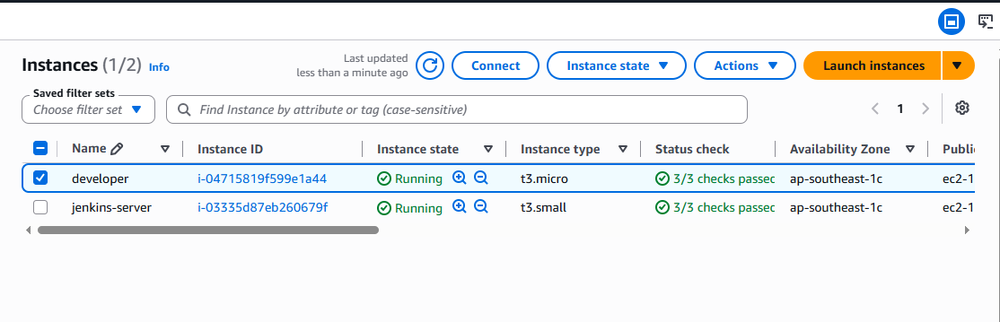 Instances (1/2) Info
Last updated
less than a minute ago
Connect
Instance state
Actions
Launch instances
Saved filter sets
Choose filter set
Find Instance by attribute or tag (case-sensitive)
1
Name Instance ID Instance state Instance type Status check Availability Zone Public
developer i-04715819f599e1a44 Running t3.micro 3/3 checks passed ap-southeast-1c ec2-1
jenkins-server i-03335d87eb260679f Running t3.small 3/3 checks passed ap-southeast-1c ec2-1